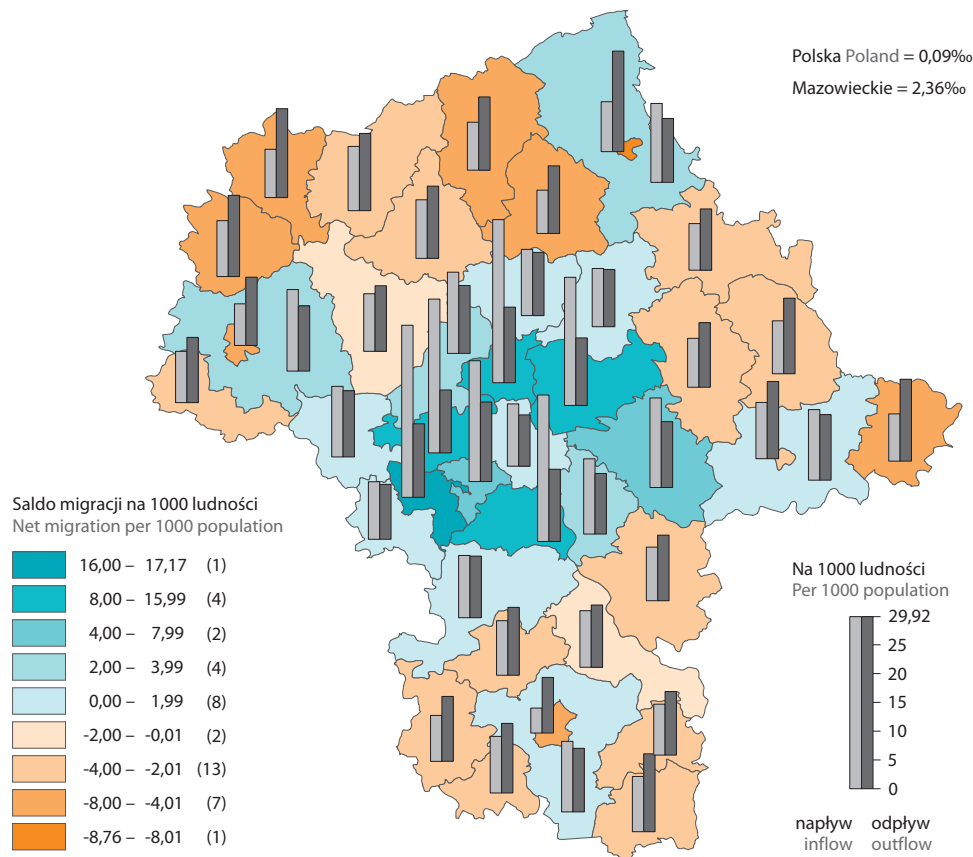 Polska Poland = 0,09‰
Mazowieckie = 2,36‰
Saldo migracji na 1000 ludności
Net migration per 1000 population
16,00 – 17,17 (1)
8,00 – 15,99 (4)
4,00 – 7,99 (2)
2,00 – 3,99 (4)
0,00 – 1,99 (8)
-2,00 – -0,01 (2)
-4,00 – -2,01 (13)
-8,00 – -4,01 (7)
-8,76 – -8,01 (1)
Na 1000 ludności
Per 1000 population
29,92
25
20
15
10
5
0
napływ odpływ
inflow outflow